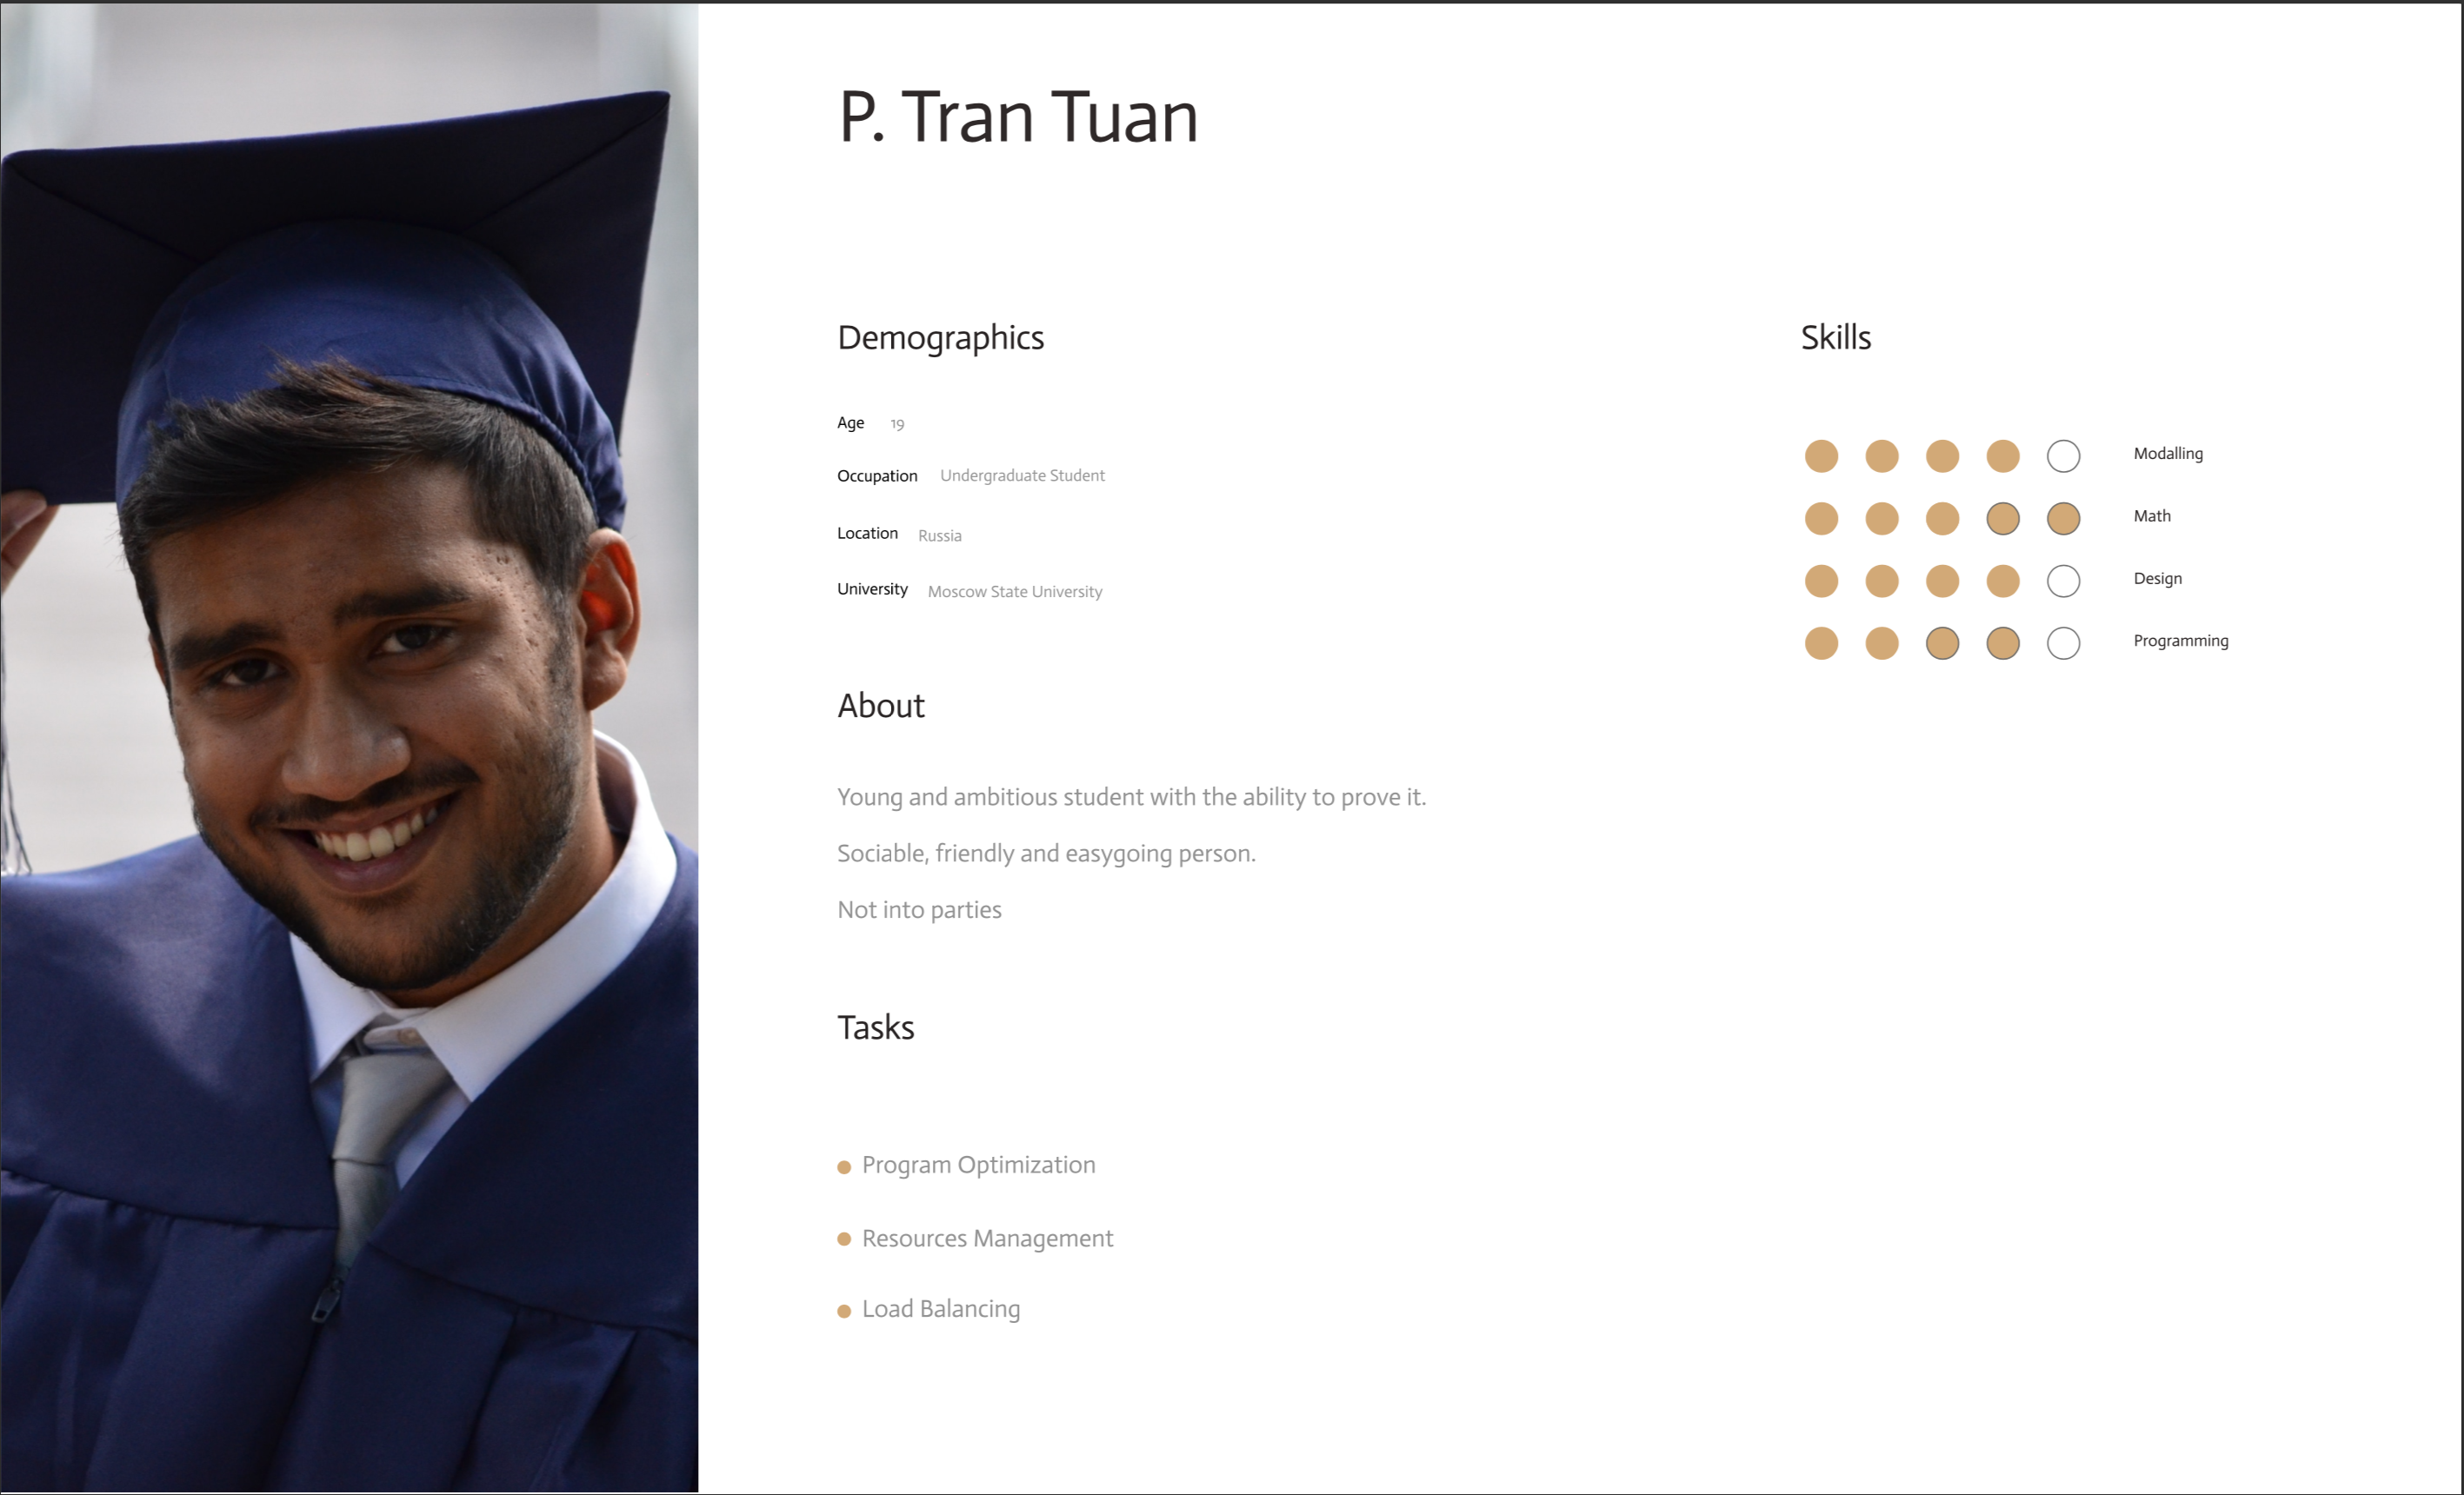 P. Tran Tuan
Demographics
Age 19
Occupation Undergraduate Student
Location Russia
University Moscow State University
About
Young and ambitious student with the ability to prove it.
Sociable, friendly and easygoing person.
Not into parties
Tasks
Program Optimization
Resources Management
Load Balancing
Skills
Modalling
Math
Design
Programming